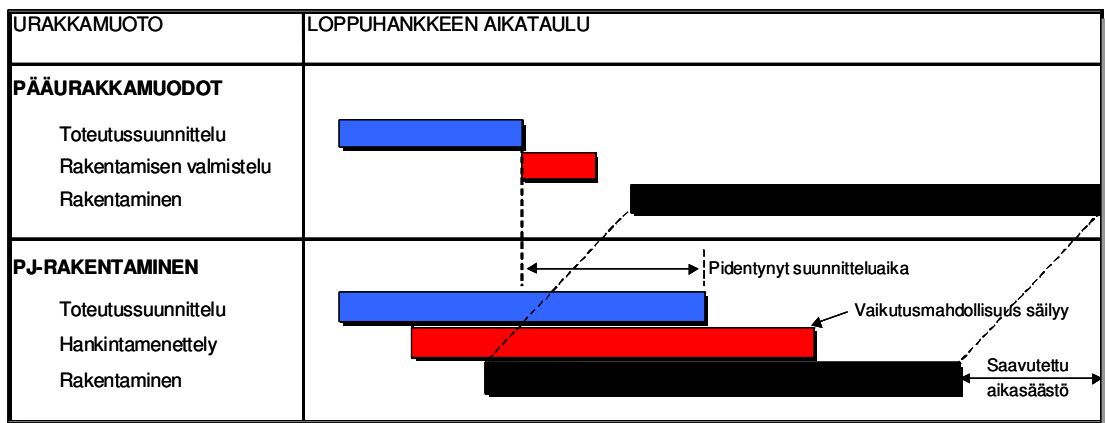 URAKKAMUOTO
LOPPUHANKKEEN AIKATAULU
PÄÄURAKKAMUODOT
Toteutussuunnittelu
Rakentamisen valmistelu
Rakentaminen
PJ-RAKENTAMINEN
Pidentynyt suunnitteluaika
Toteutussuunnittelu
Vaikutusmahdollisuus säilyy
Hankintamenettely
Rakentaminen
Saavutettu
aikasäästö